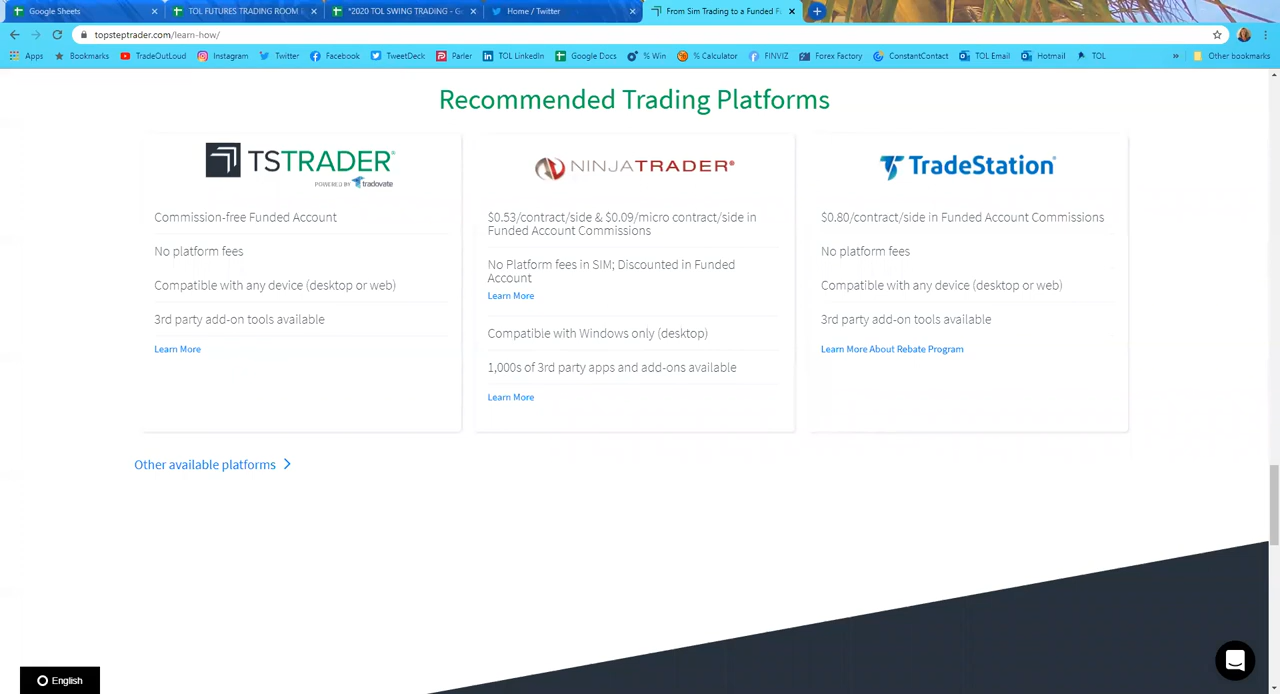 Google Sheets
TOL FUTURES TRADING ROOM
*2020 TOL SWING TRADING - G
Home / Twitter
From Sim Trading to a Funded F
topsteptrader.com/learn-how/
Apps
Bookmarks
TradeOutLoud
Instagram
Twitter
Facebook
TweetDeck
Parler
TOL LinkedIn
Google Docs
% Win
% Calculator
FINVIZ
Forex Factory
ConstantContact
TOL Email
Hotmail
TOL
»
Other bookmarks
Recommended Trading Platforms
TSTRADER®
POWERED BY tradovate
Commission-free Funded Account
No platform fees
Compatible with any device (desktop or web)
3rd party add-on tools available
Learn More
NINJATRADER®
$0.53/contract/side & $0.09/micro contract/side in
Funded Account Commissions
No Platform fees in SIM; Discounted in Funded
Account
Learn More
Compatible with Windows only (desktop)
1,000s of 3rd party apps and add-ons available
Learn More
TradeStation®
$0.80/contract/side in Funded Account Commissions
No platform fees
Compatible with any device (desktop or web)
3rd party add-on tools available
Learn More About Rebate Program
Other available platforms
English